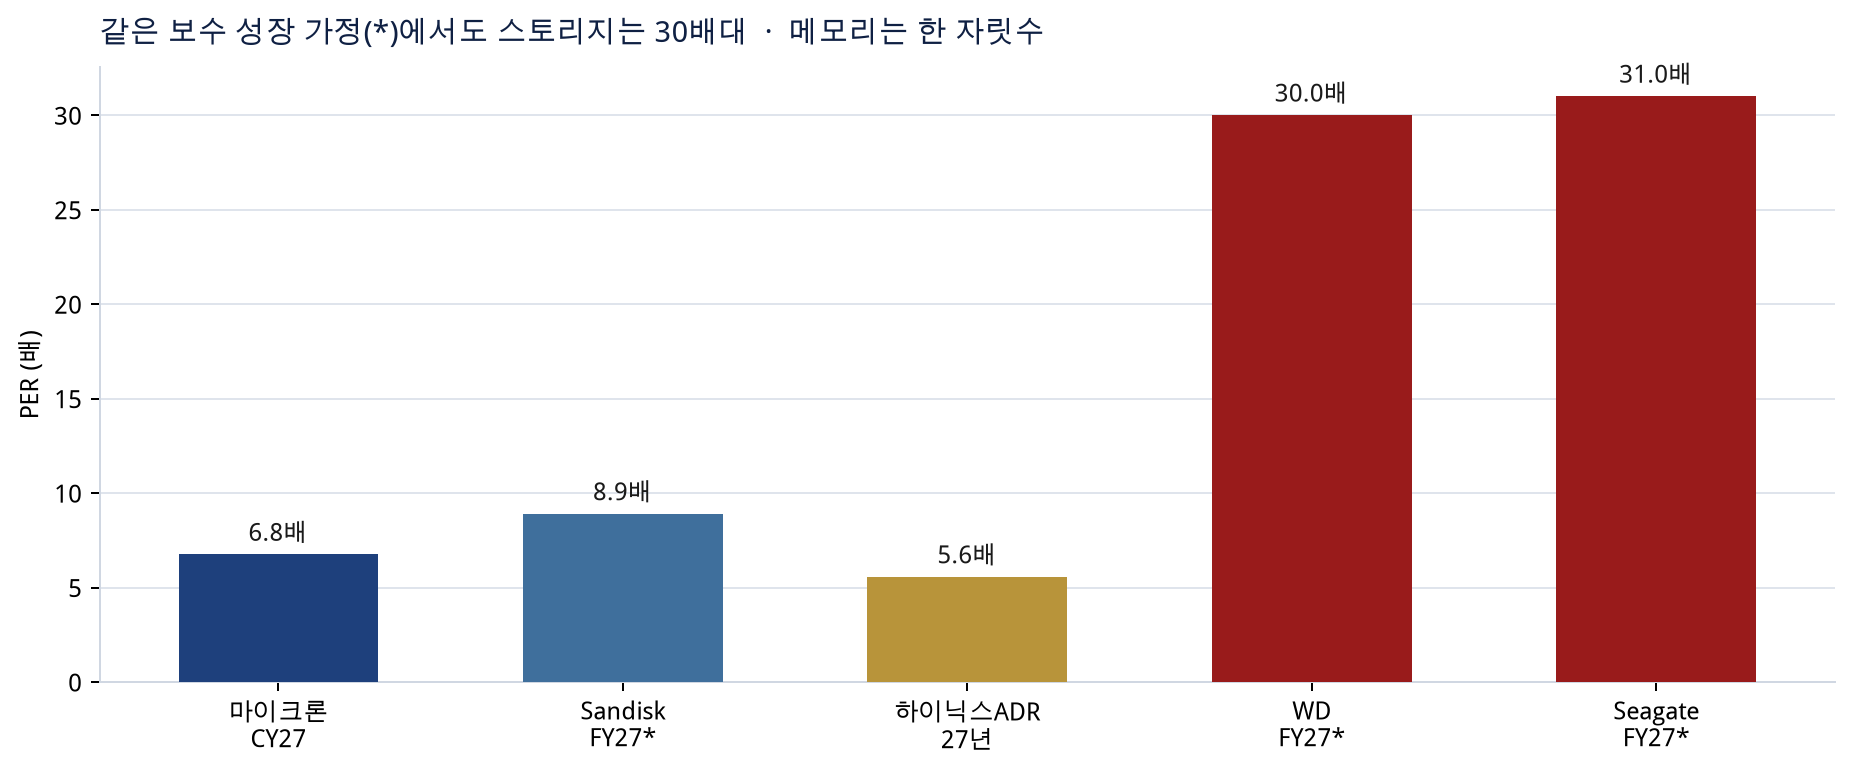 같은 보수 성장 가정(*)에서도 스토리지는 30배대 · 메모리는 한 자릿수
PER (배)
30
25
20
15
10
5
0
6.8배
8.9배
5.6배
30.0배
31.0배
마이크론
CY27
Sandisk
FY27*
하이닉스ADR
27년
WD
FY27*
Seagate
FY27*